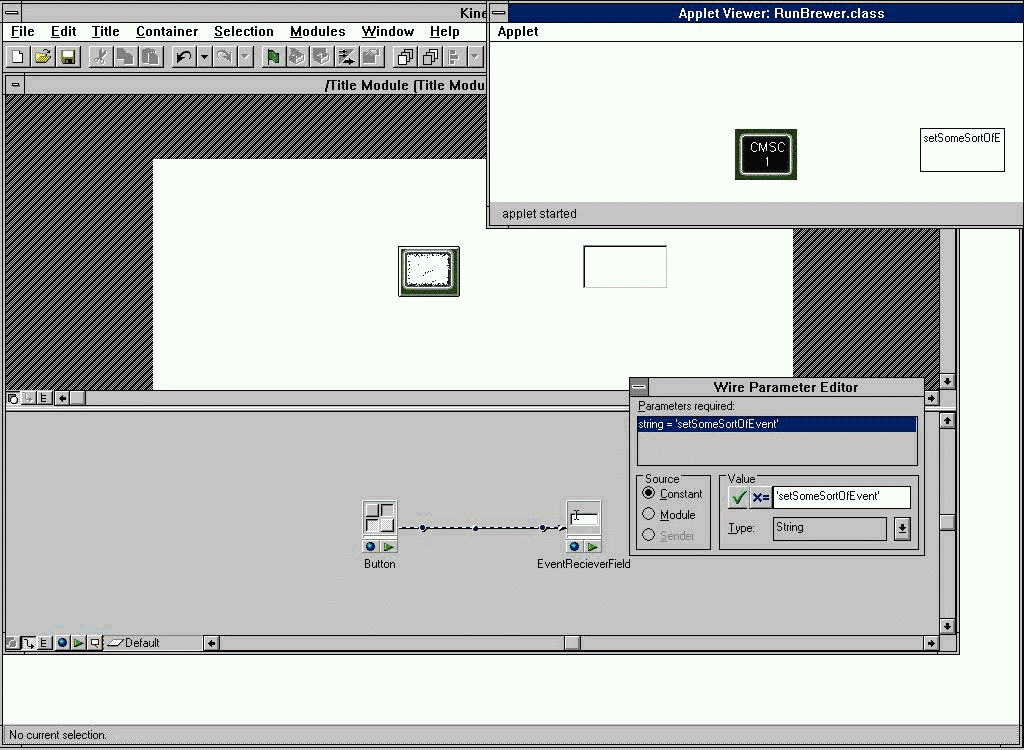 Kine
Applet Viewer: RunBrewer.class
File Edit Title Container Selection Modules Window Help
Applet
/Title Module (Title Modu
CMSC
1
setSomeSortOfE
applet started
E
Wire Parameter Editor
Parameters required:
string = 'setSomeSortOfEvent'
Source
Constant
Module
Sender
Value
x=
'setSomeSortOfEvent'
Type:
String
Button
EventRecieverField
E
Default
No current selection.